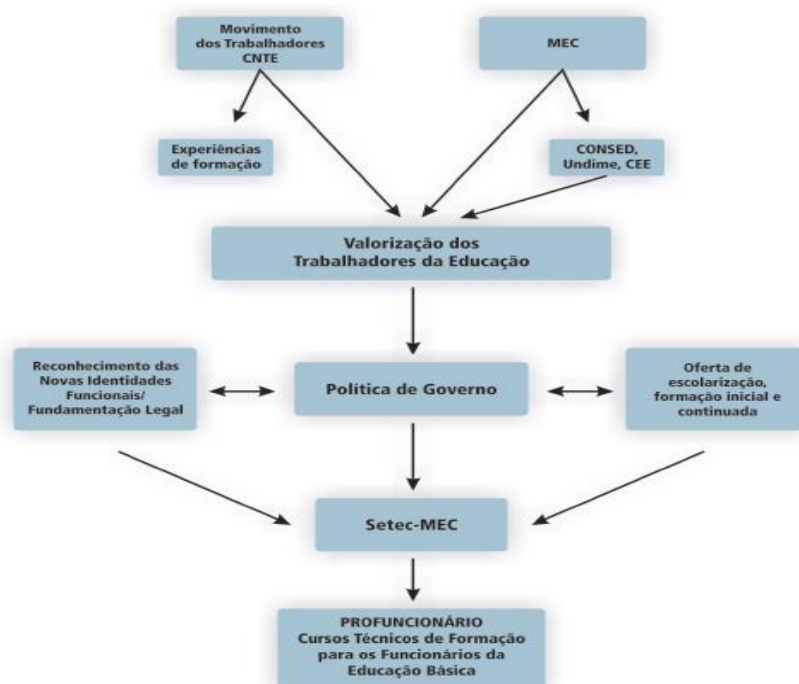 Movimento
dos Trabalhadores
CNTE
MEC
Experiências
de formação
CONSED,
Undime, CEE
Valorização dos
Trabalhadores da Educação
Reconhecimento das
Novas Identidades
Funcionais/
Fundamentação Legal
Política de Governo
Oferta de
escolarização,
formação inicial e
continuada
Setec-MEC
PROFUNCIONÁRIO
Cursos Técnicos de Formação
para os Funcionários da
Educação Básica